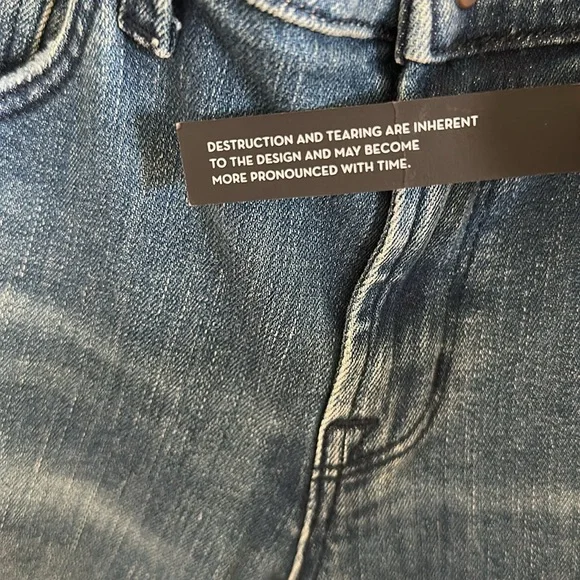 DESTRUCTION AND TEARING ARE INHERENT
TO THE DESIGN AND MAY BECOME
MORE PRONOUNCED WITH TIME.